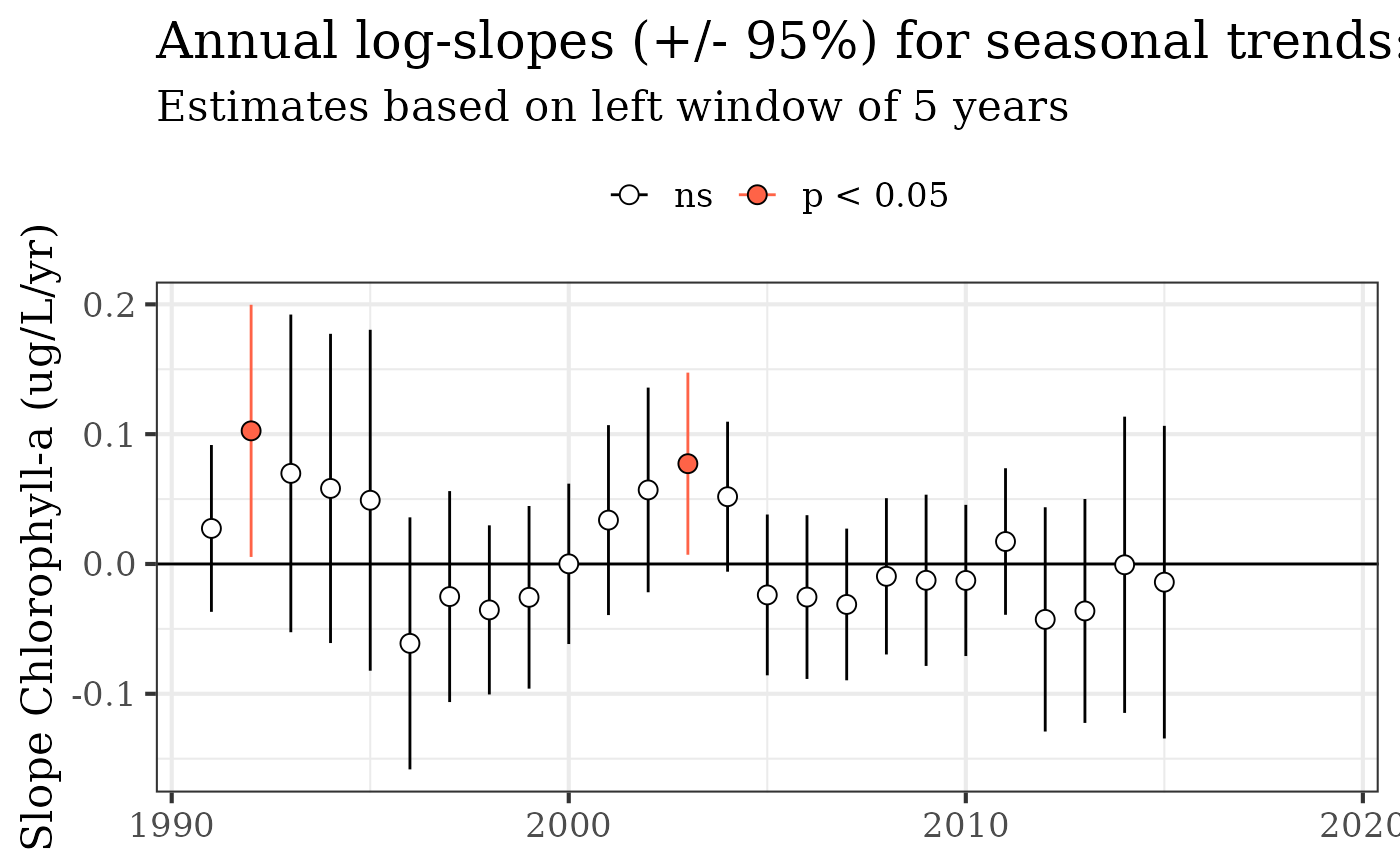 Annual log-slopes (+/- 95%) for seasonal trends:
Estimates based on left window of 5 years
ns p < 0.05
Slope Chlorophyll-a (ug/L/yr)
0.2
0.1
0.0
-0.1
1990 2000 2010 2020